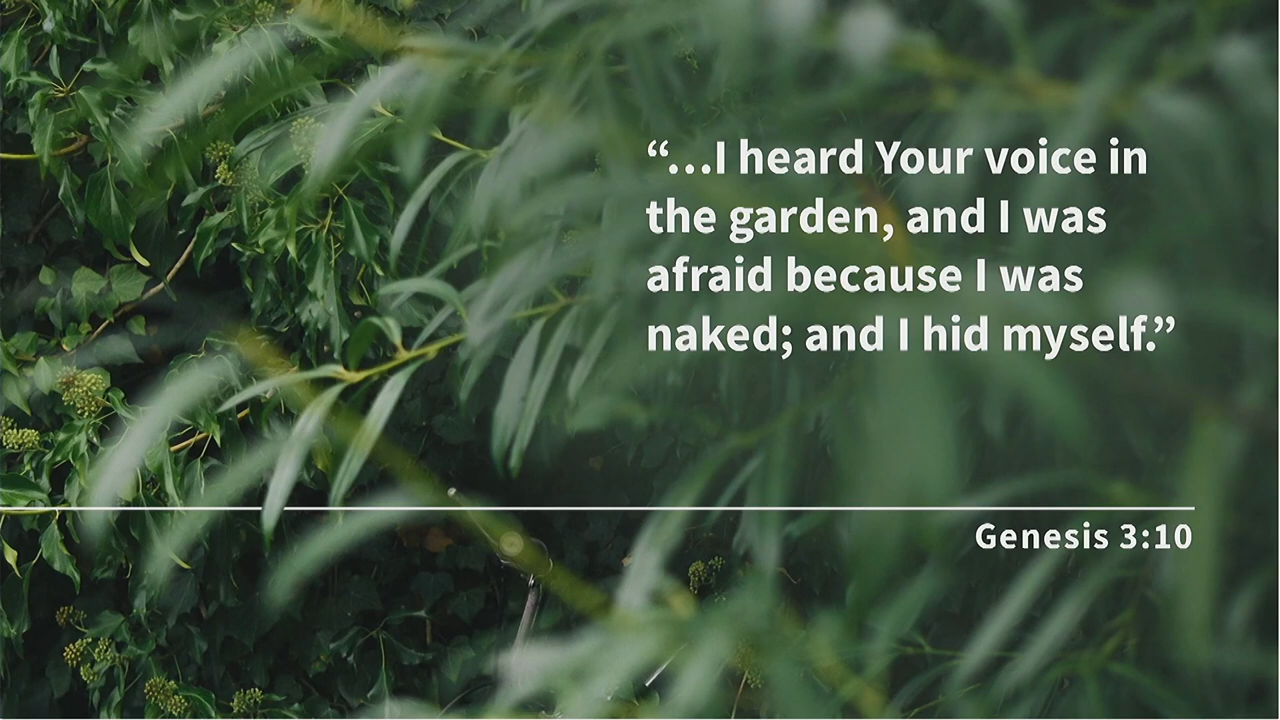 “…I heard Your voice in
the garden, and I was
afraid because I was
naked; and I hid myself.”
Genesis 3:10